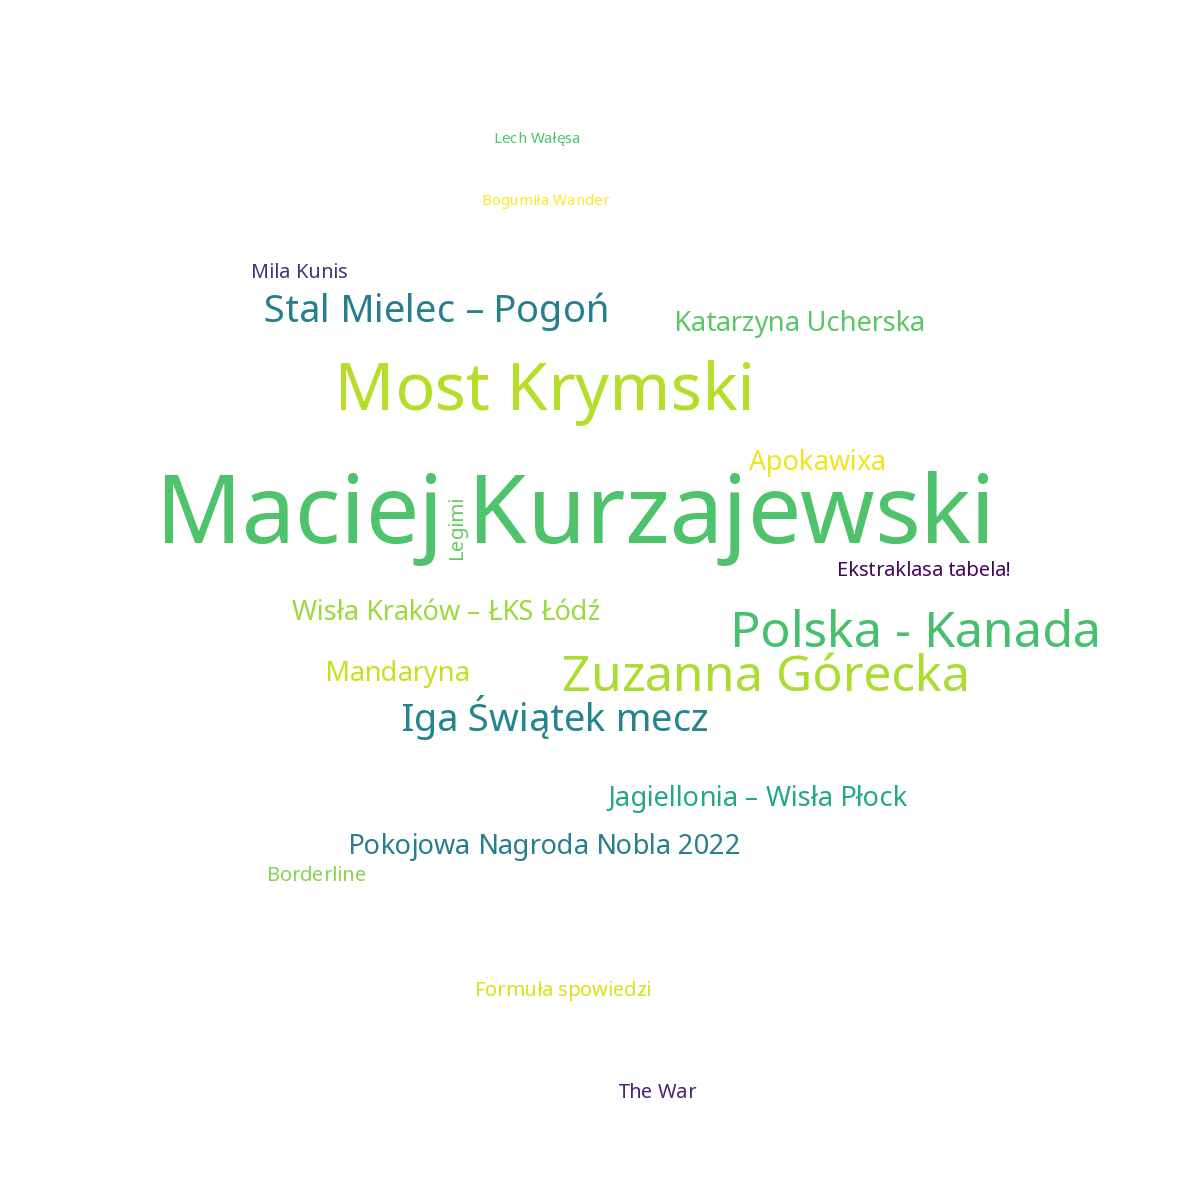 Lech Wałęsa
Bogumiła Wander
Mila Kunis
Stal Mielec – Pogoń
Katarzyna Ucherska
Most Krymski
Apokawixa
Maciej Kurzajewski
Legimi
Ekstraklasa tabela!
Wisła Kraków – ŁKS Łódź
Polska - Kanada
Mandaryna
Zuzanna Górecka
Iga Świątek mecz
Jagiellonia – Wisła Płock
Pokojowa Nagroda Nobla 2022
Borderline
Formuła spowiedzi
The War